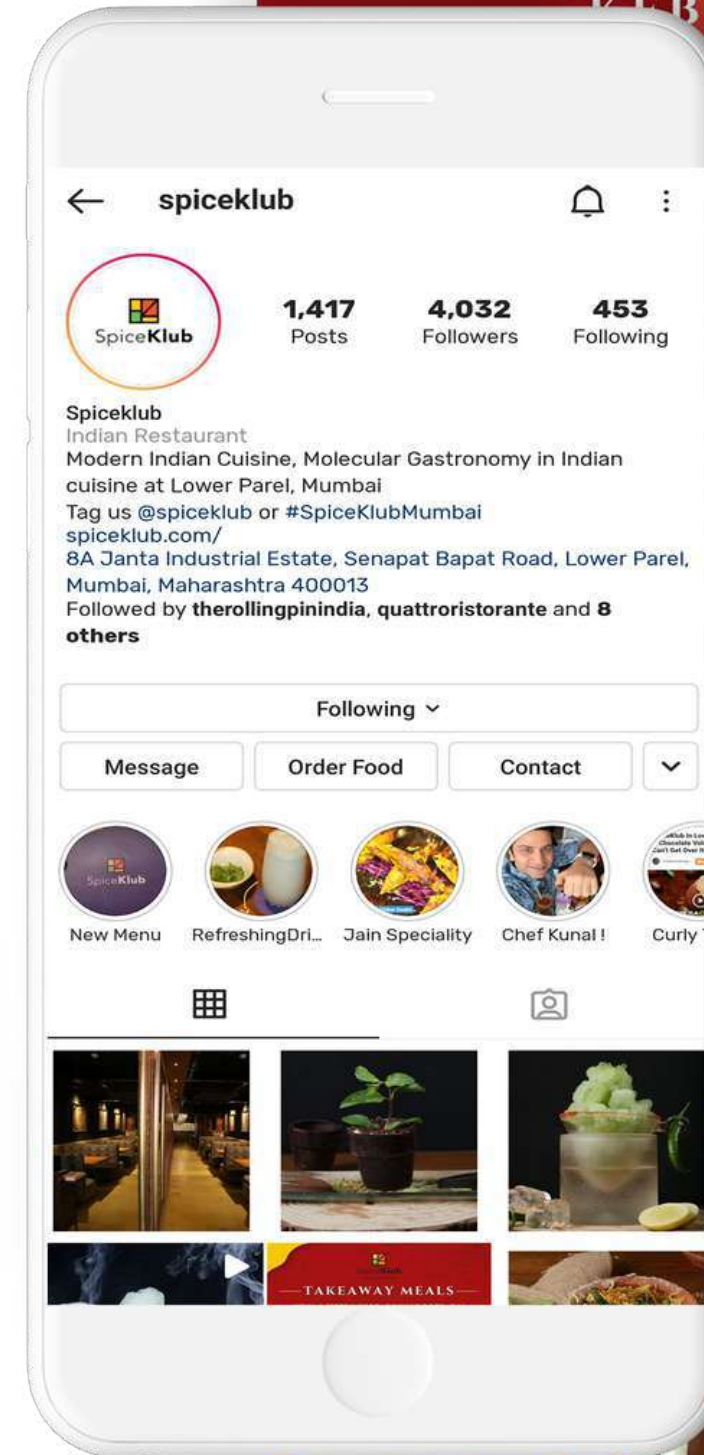 spiceklub
SpiceKlub
1,417 4,032 453
Posts Followers Following
Spiceklub
Indian Restaurant
Modern Indian Cuisine, Molecular Gastronomy in Indian
cuisine at Lower Parel, Mumbai
Tag us @spiceklub or #SpiceKlubMumbai
spiceklub.com/
8A Janta Industrial Estate, Senapat Bapat Road, Lower Parel,
Mumbai, Maharashtra 400013
Followed by therollingpinindia, quattroristorante and 8
others
Following
Message Order Food Contact
SpiceKlub
New Menu RefreshingDri... Jain Speciality Chef Kunal ! Curly
SpiceKlub
TAKEAWAY MEALS